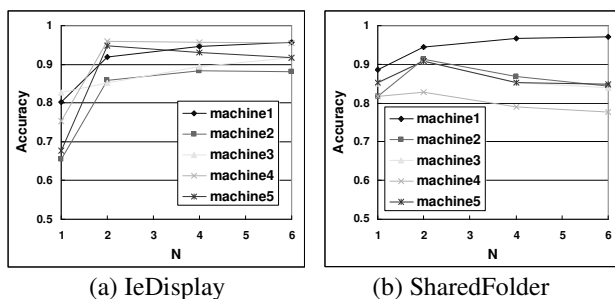 1
0.9
0.8
0.7
0.6
0.5
Accuracy
1 2 3 4 5 6
N
machine1
machine2
machine3
machine4
machine5
(a) IeDisplay
1
0.9
0.8
0.7
0.6
0.5
Accuracy
1 2 3 4 5 6
N
machine1
machine2
machine3
machine4
machine5
(b) SharedFolder